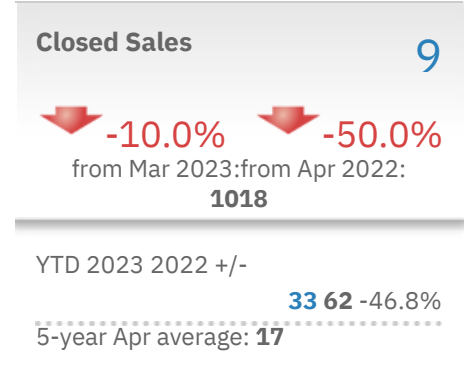 Closed Sales 9
-10.0% -50.0%
from Mar 2023:from Apr 2022:
1018
YTD 2023 2022 +/-
33 62 -46.8%
5-year Apr average: 17